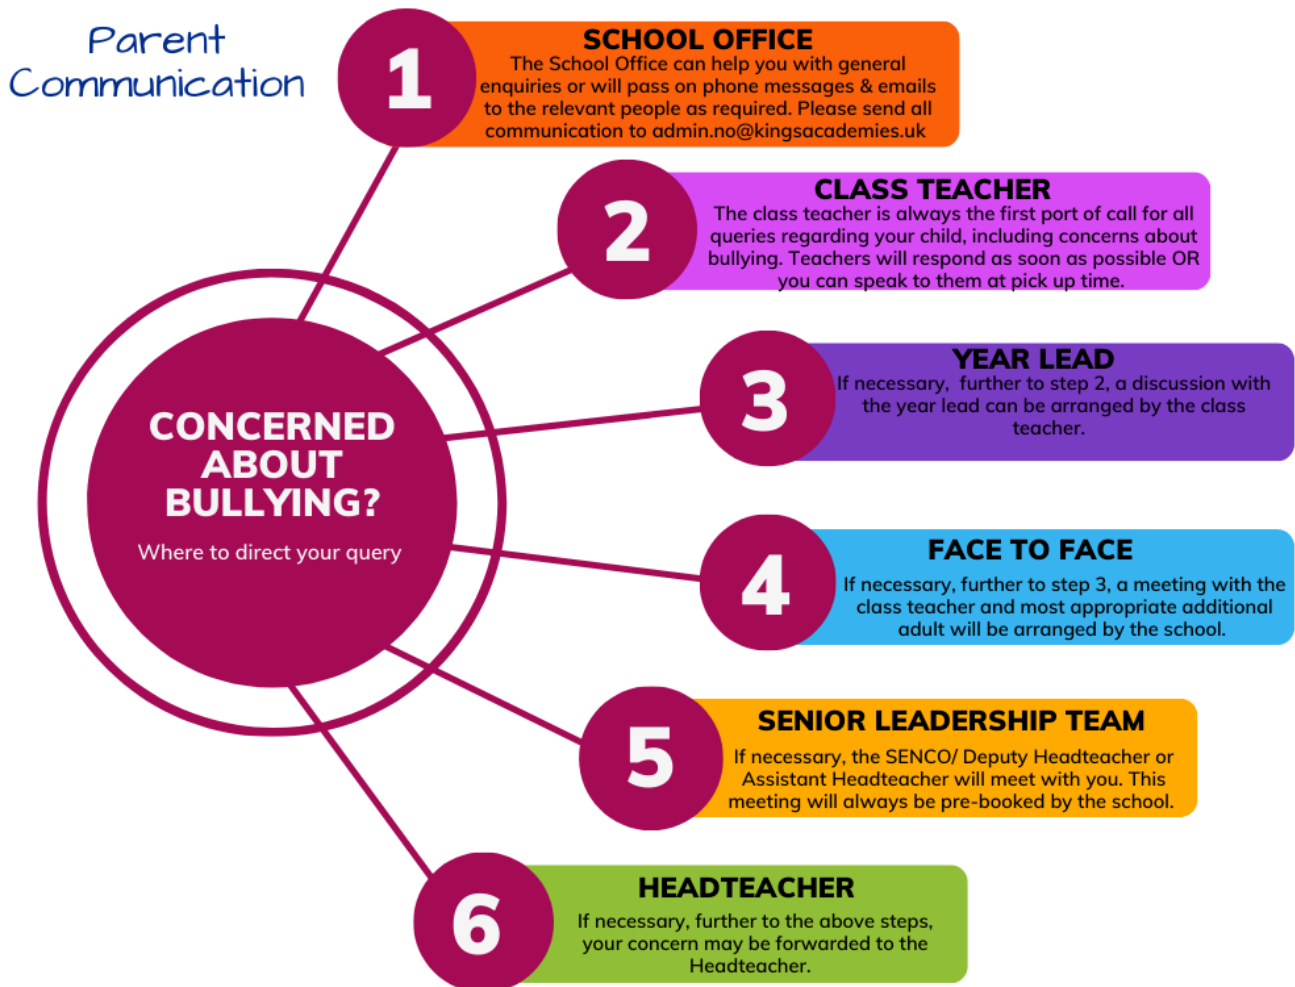 Parent
Communication
1
SCHOOL OFFICE
The School Office can help you with general
enquiries or will pass on phone messages & emails
to the relevant people as required. Please send all
communication to admin.no@kingsacademies.uk
2
CLASS TEACHER
The class teacher is always the first port of call for all
queries regarding your child, including concerns about
bullying. Teachers will respond as soon as possible OR
you can speak to them at pick up time.
3
YEAR LEAD
If necessary, further to step 2, a discussion with
the year lead can be arranged by the class
teacher.
CONCERNED
ABOUT
BULLYING?
Where to direct your query
4
FACE TO FACE
If necessary, further to step 3, a meeting with the
class teacher and most appropriate additional
adult will be arranged by the school.
5
SENIOR LEADERSHIP TEAM
If necessary, the SENCO/ Deputy Headteacher or
Assistant Headteacher will meet with you. This
meeting will always be pre-booked by the school.
6
HEADTEACHER
If necessary, further to the above steps,
your concern may be forwarded to the
Headteacher.